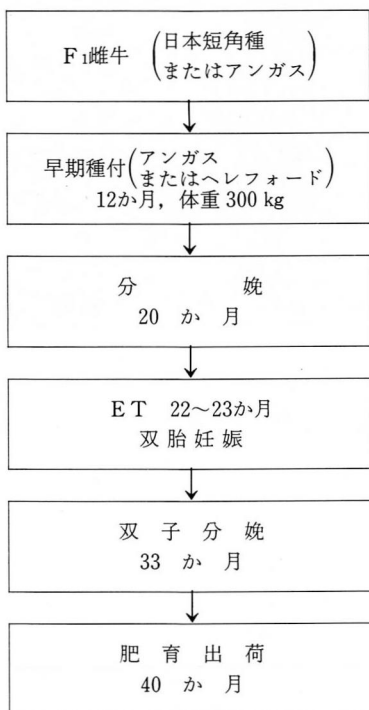 F₁雌牛 (日本短角種
またはアンガス)
早期種付(アンガス
またはヘレフォード)
12か月，体重 300 kg
分娩
20 か 月
ET 22〜23か月
双胎妊娠
双子分娩
33 か 月
肥育出荷
40 か 月